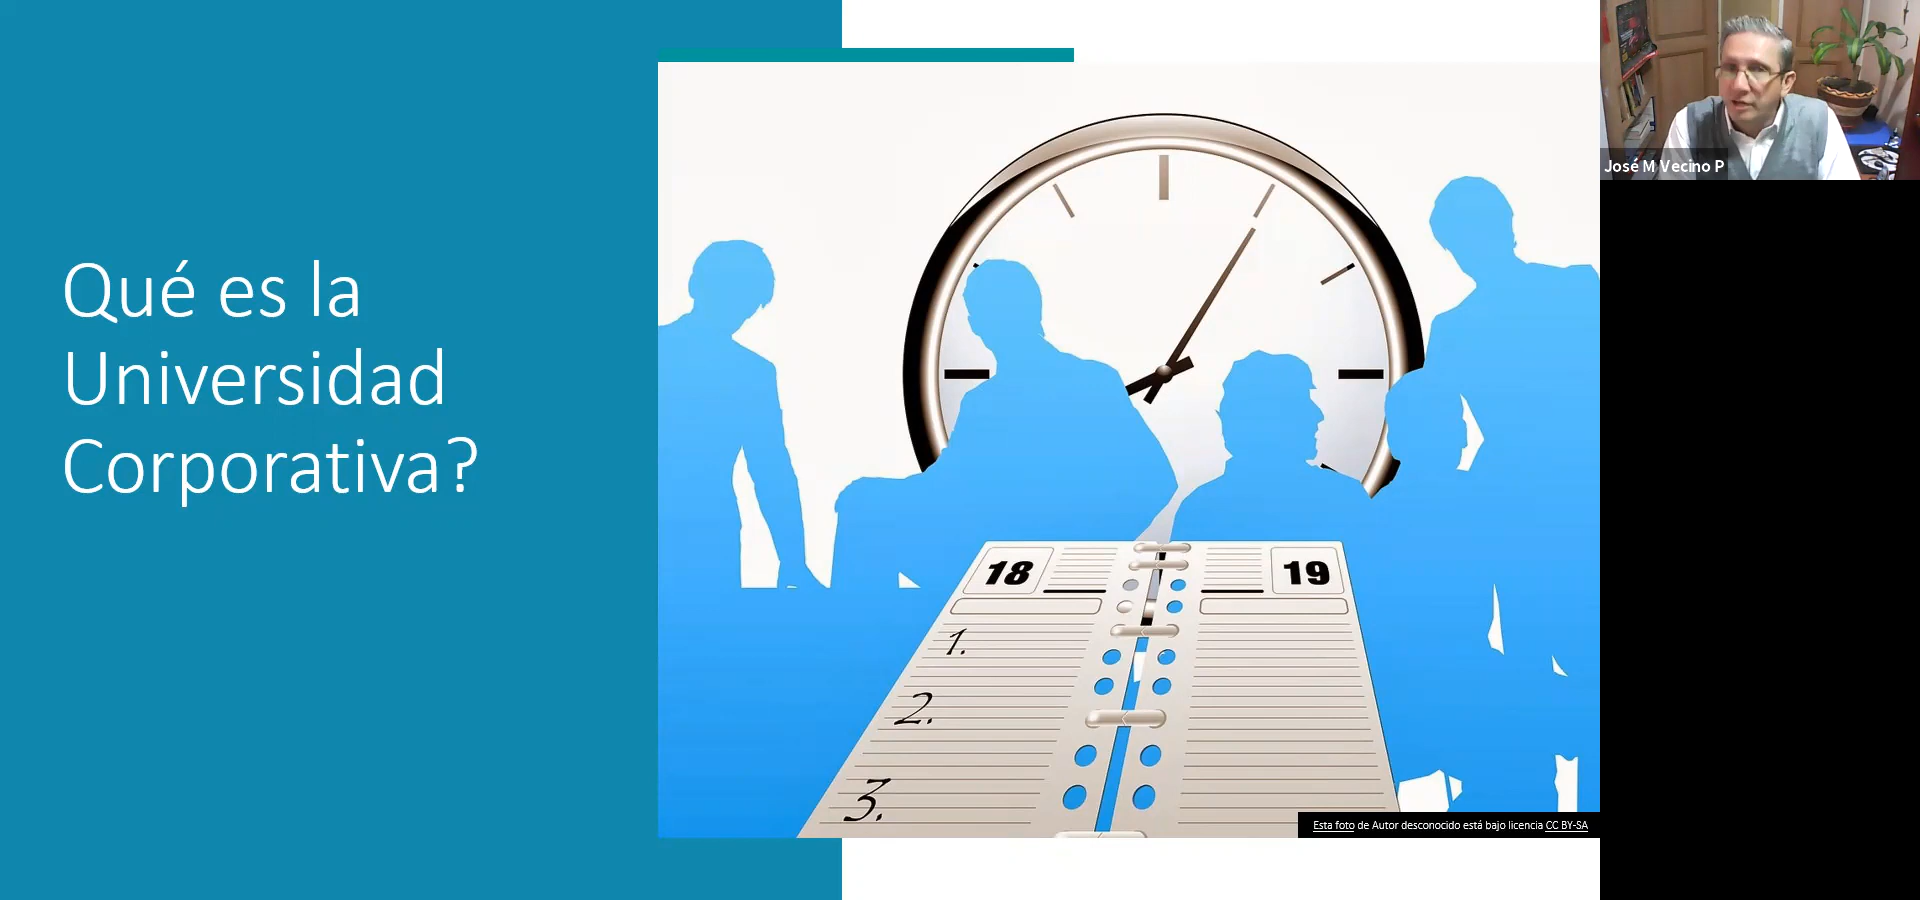 Qué es la
Universidad
Corporativa?
18
19
1.
2.
3.
Esta foto de Autor desconocido está bajo licencia CC BY-SA
José M Vecino P